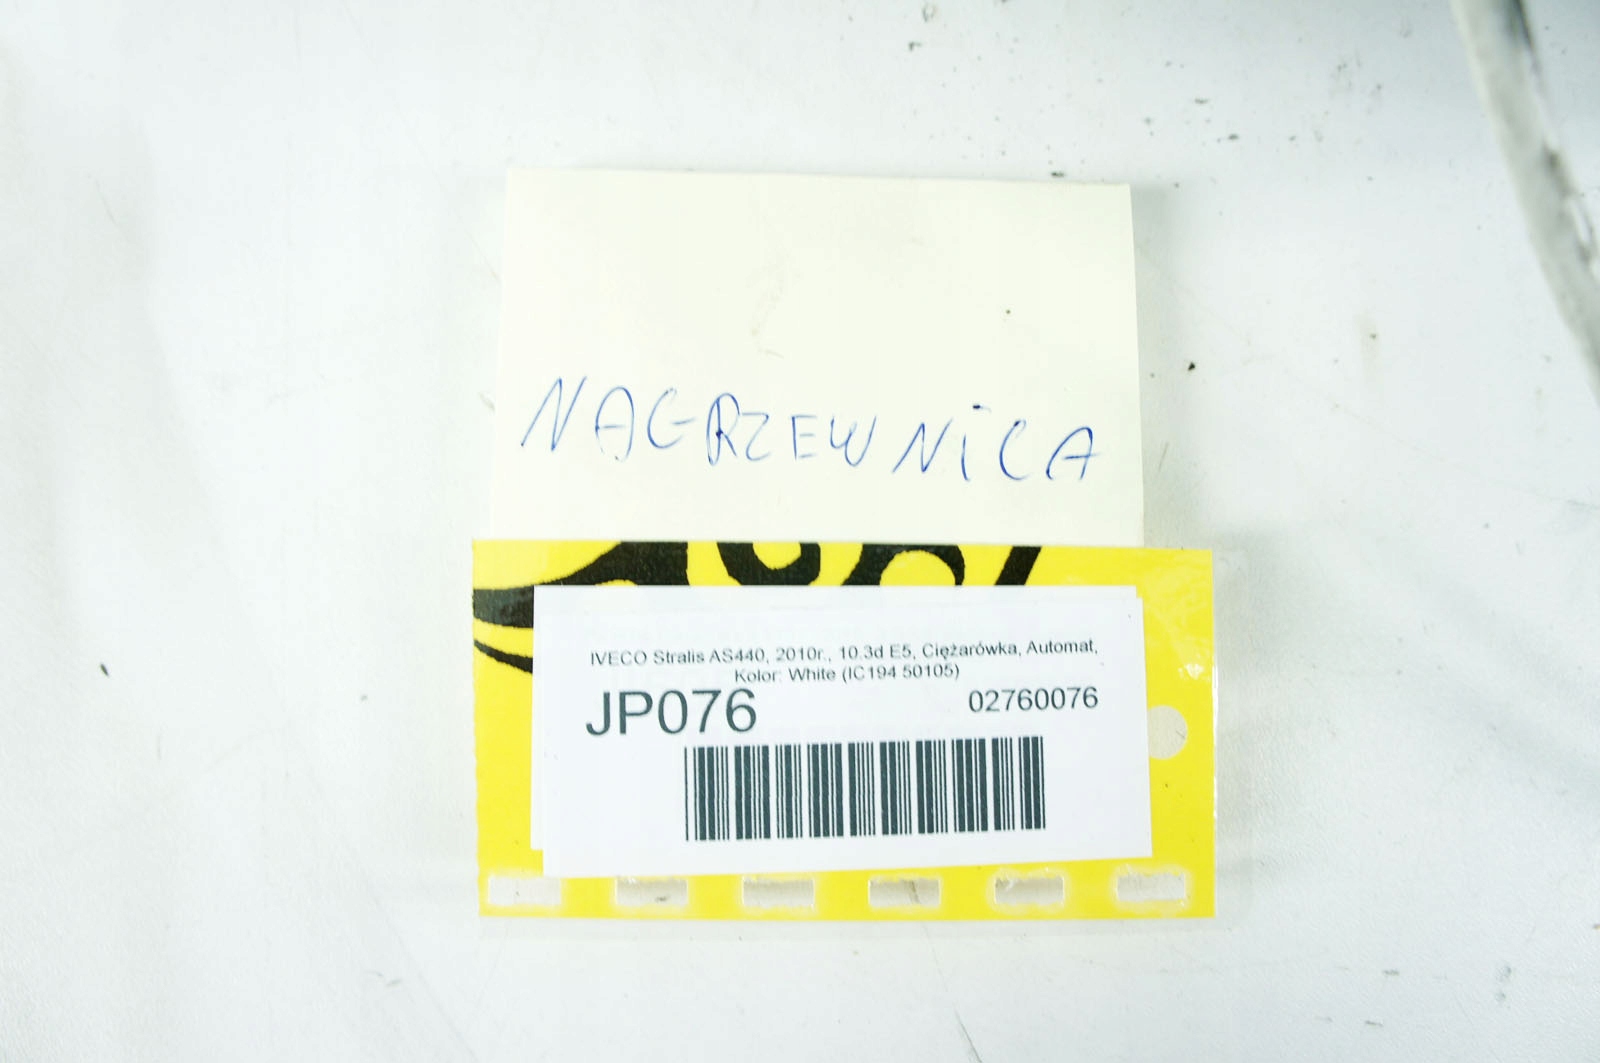 NAGRZEWNiCA
IVECO Stralis AS440, 2010r., 10.3d E5, Ciężarówka, Automat,
Kolor: White (IC194 50105)
JP076 02760076